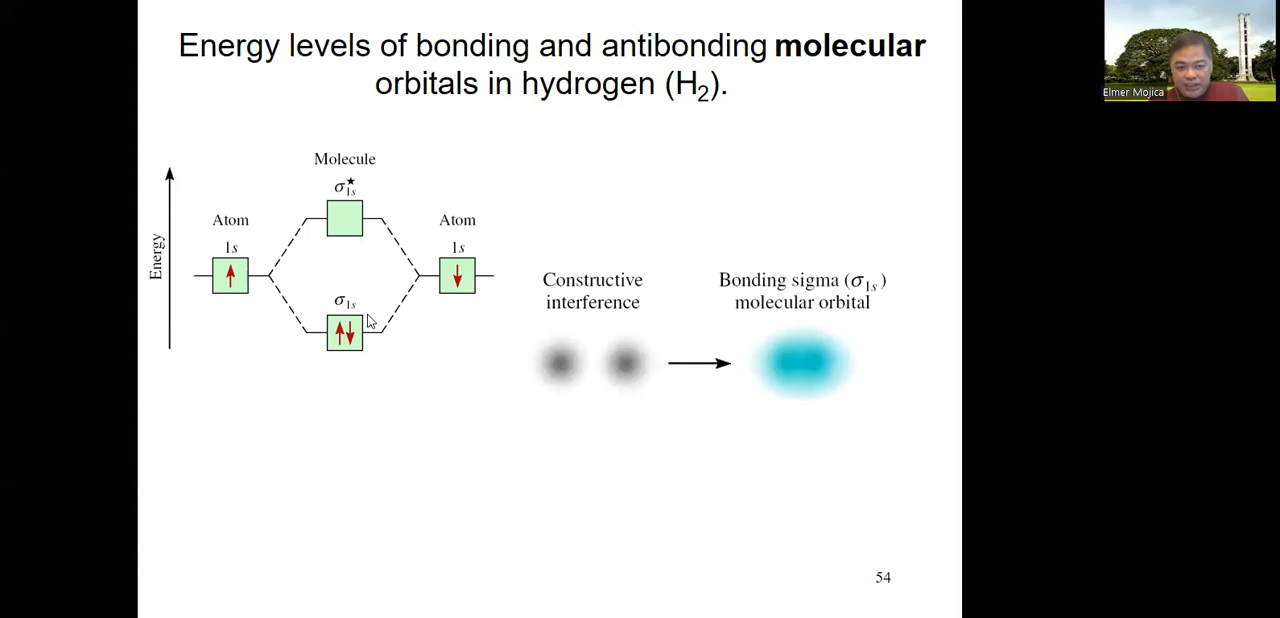 Energy levels of bonding and antibonding molecular
orbitals in hydrogen (H₂).
Elmer Mojica
Molecule
σ★1s
Atom
1s
Atom
1s
Energy
σ1s
Constructive
interference
Bonding sigma (σ1s)
molecular orbital
54